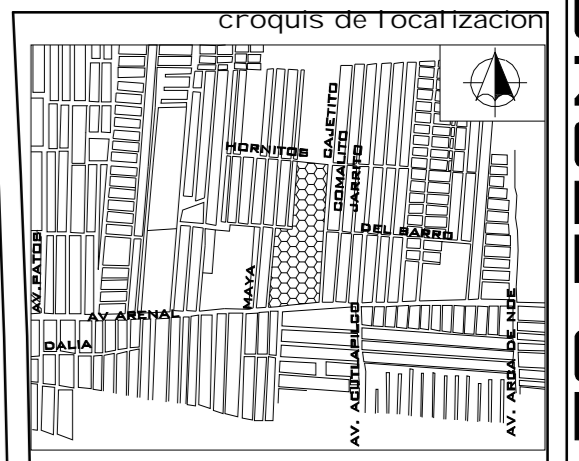 croquis de localizacion
HORNITOS
CAJETITO
COMALITO
JARRITO
DEL BARRO
AV. PATOS
MAYA
AV ARENAL
DALIA
AV. ACUTLAPILCO
AV. ARCA DE NOE